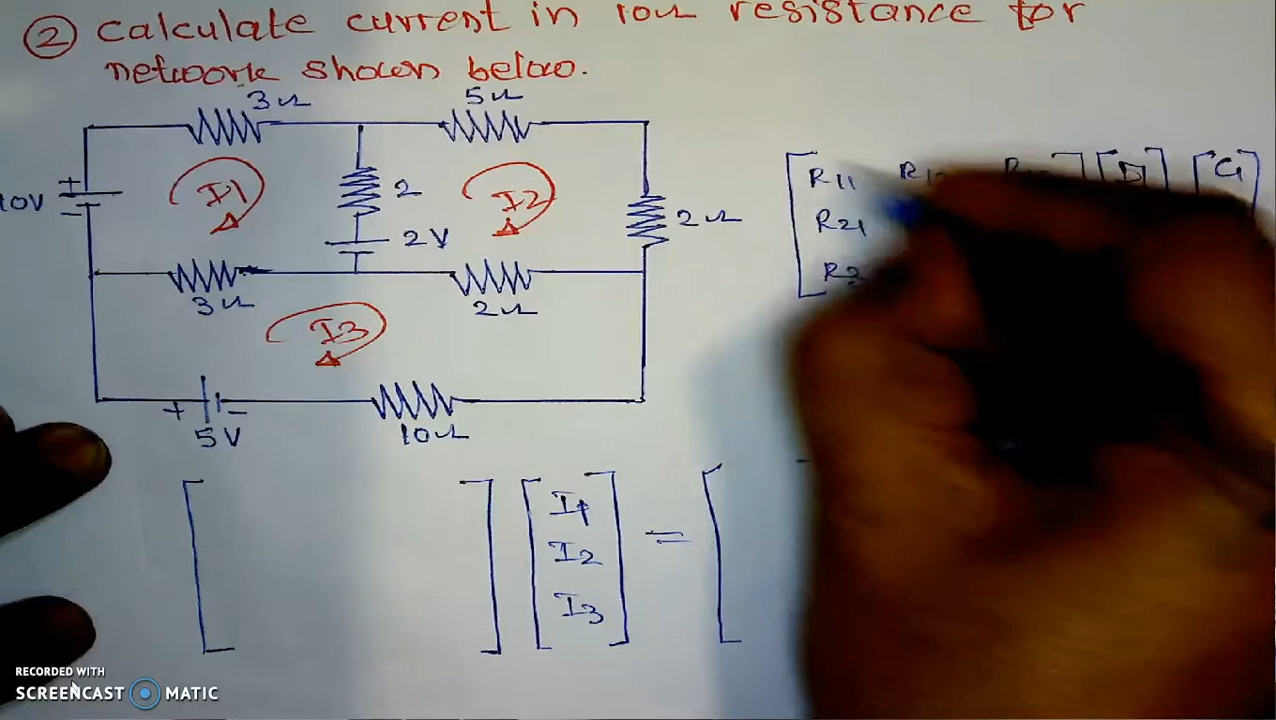 ② Calculate current in 10Ω resistance for
network shown below.
3Ω
5Ω
+
10V
-
I1
2
2V
I2
2Ω
3Ω
2Ω
I3
+ -
5V
10Ω
R11
R21
I1
I2
I3
=
RECORDED WITH
SCREENCAST MATIC